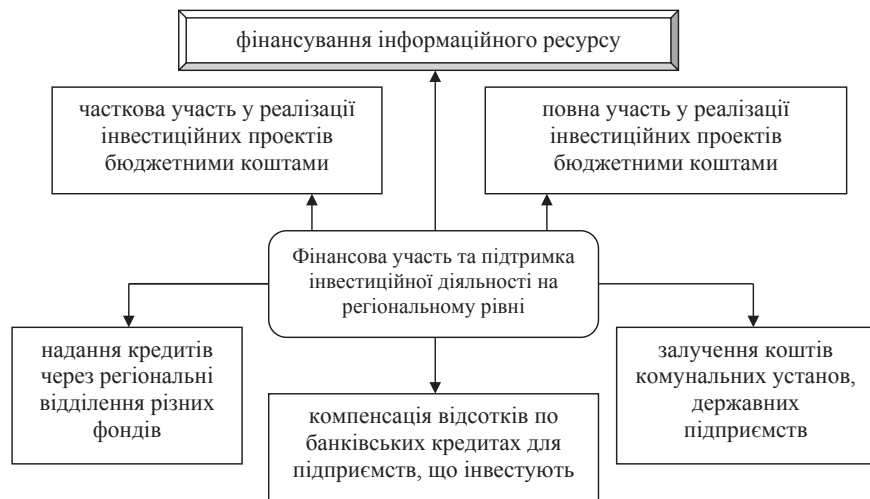 фінансування інформаційного ресурсу
часткова участь у реалізації
інвестиційних проектів
бюджетними коштами
повна участь у реалізації
інвестиційних проектів
бюджетними коштами
Фінансова участь та підтримка
інвестиційної діяльності на
регіональному рівні
надання кредитів
через регіональні
відділення різних
фондів
компенсація відсотків по
банківських кредитах для
підприємств, що інвестують
залучення коштів
комунальних установ,
державних
підприємств